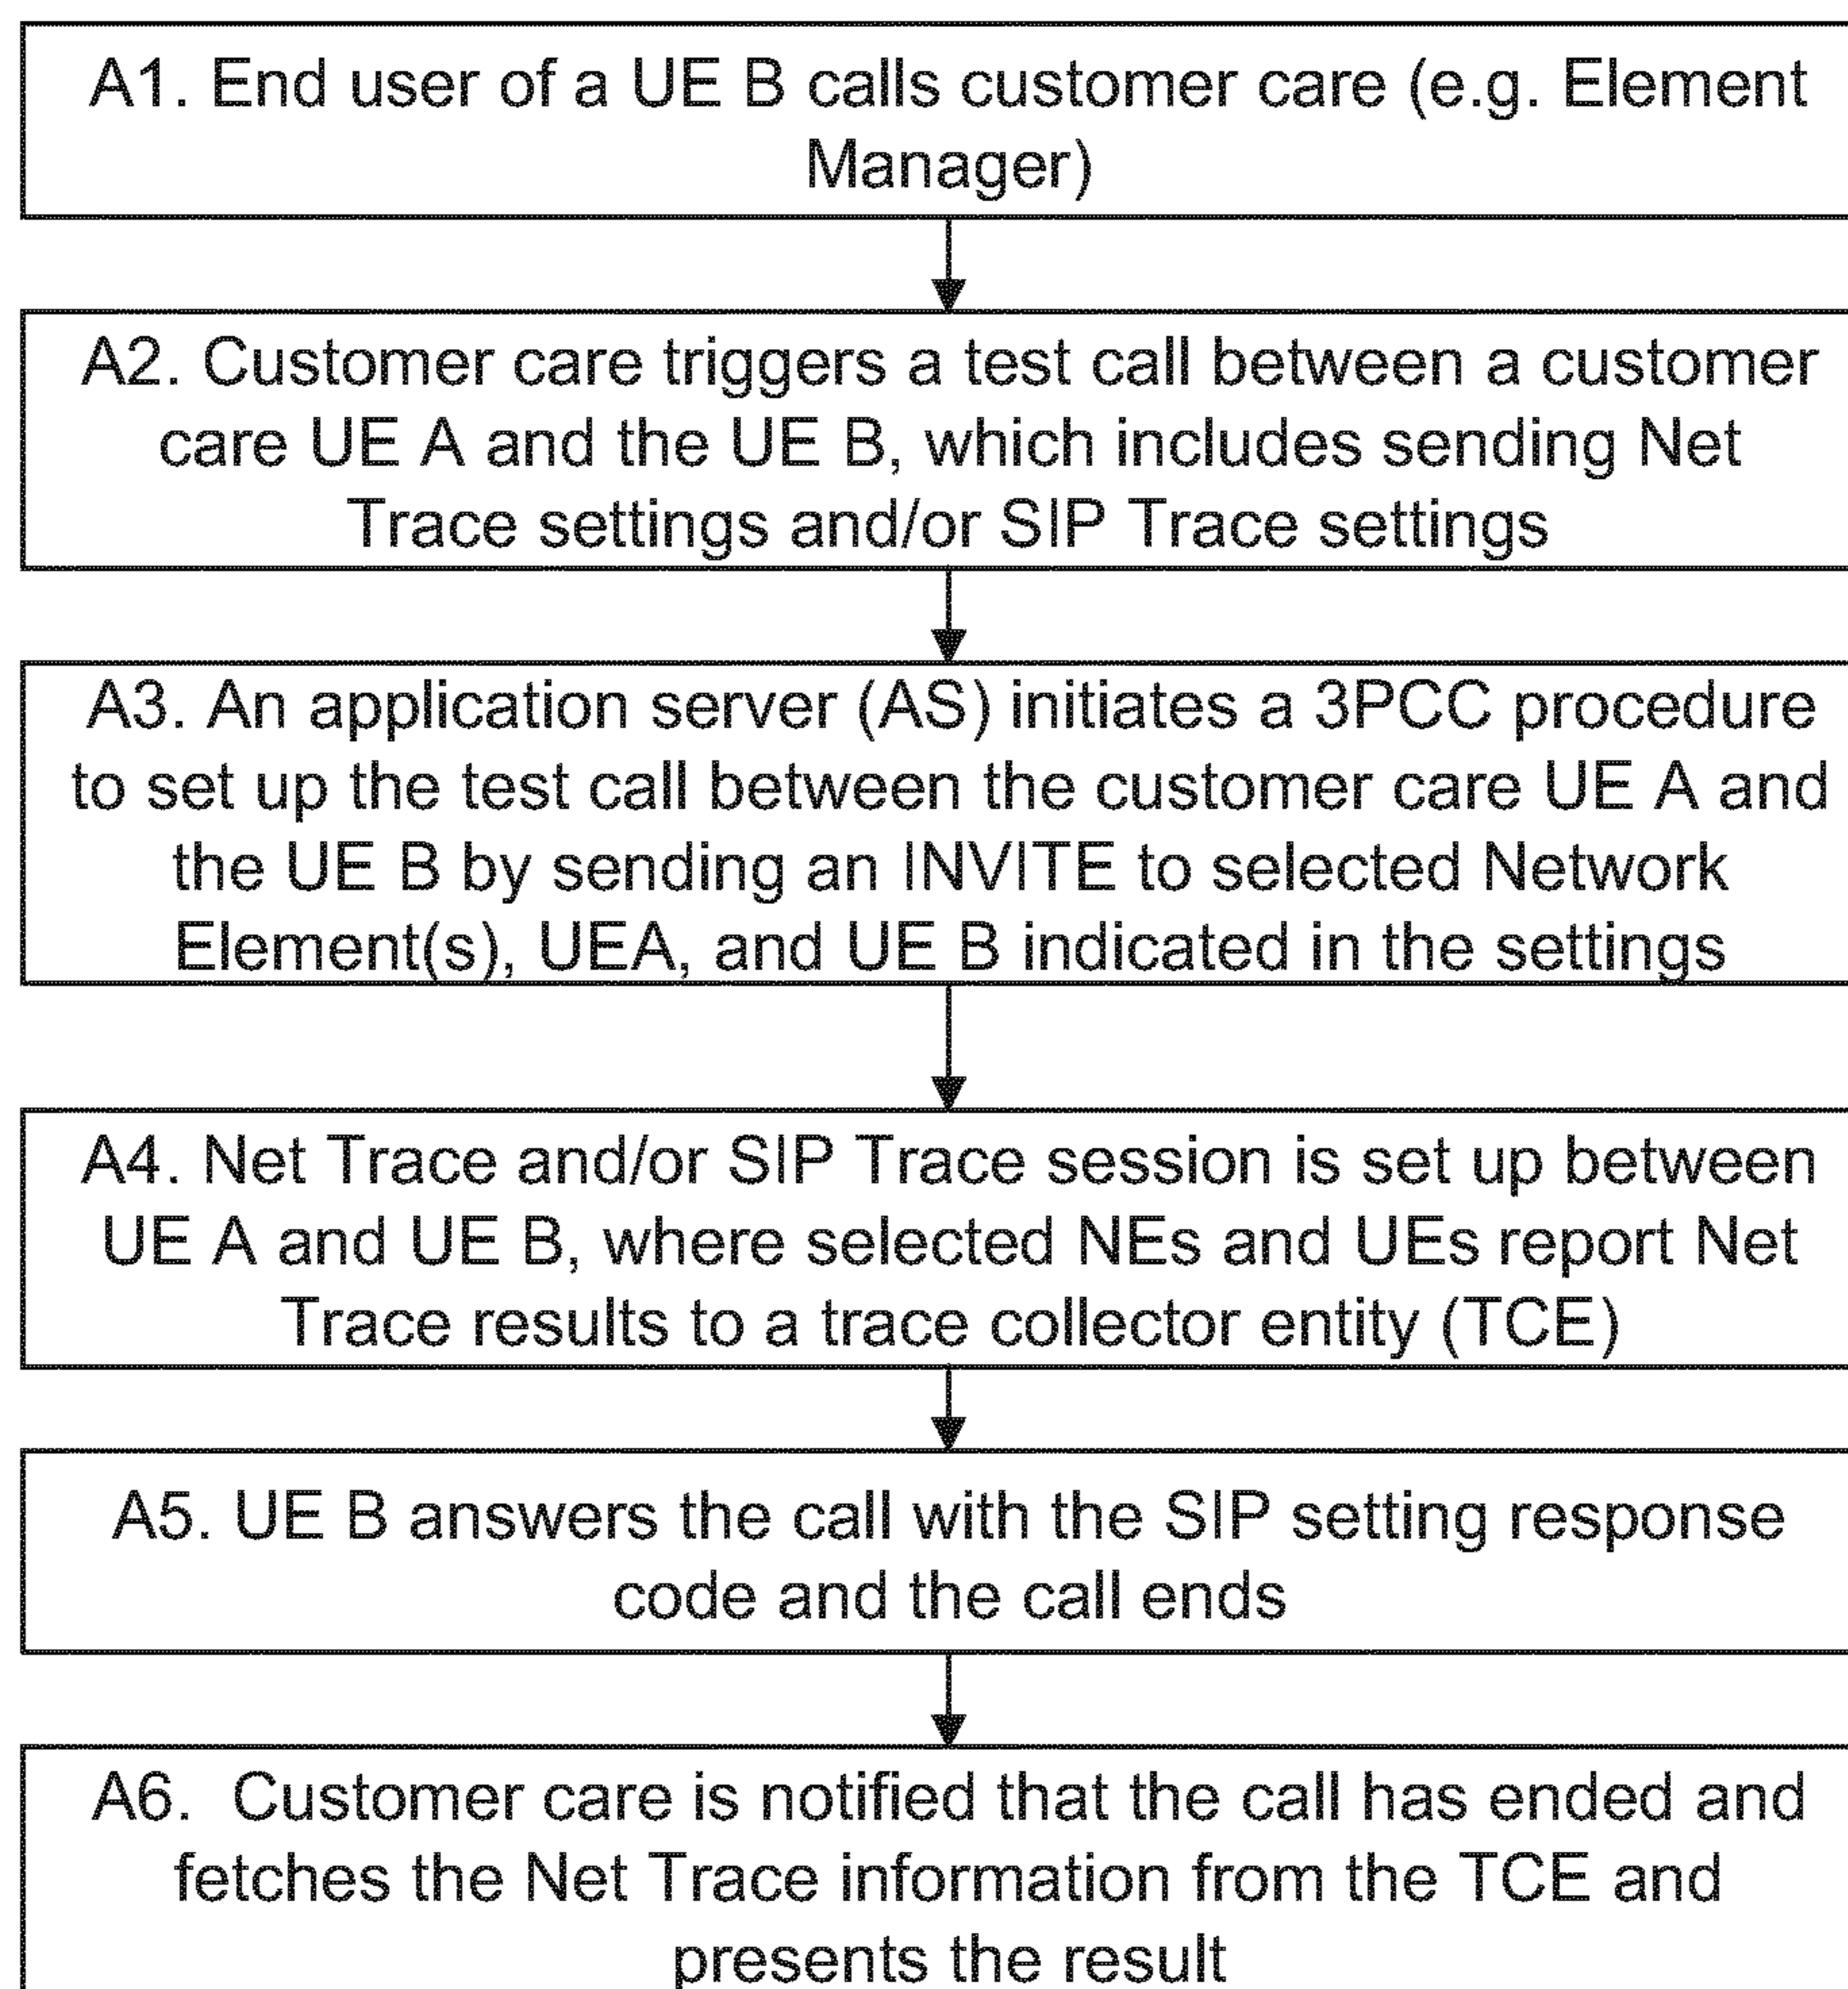 A1. End user of a UE B calls customer care (e.g. Element
Manager)
A2. Customer care triggers a test call between a customer
care UE A and the UE B, which includes sending Net
Trace settings and/or SIP Trace settings
A3. An application server (AS) initiates a 3PCC procedure
to set up the test call between the customer care UE A and
the UE B by sending an INVITE to selected Network
Element(s), UEA, and UE B indicated in the settings
A4. Net Trace and/or SIP Trace session is set up between
UE A and UE B, where selected NEs and UEs report Net
Trace results to a trace collector entity (TCE)
A5. UE B answers the call with the SIP setting response
code and the call ends
A6. Customer care is notified that the call has ended and
fetches the Net Trace information from the TCE and
presents the result